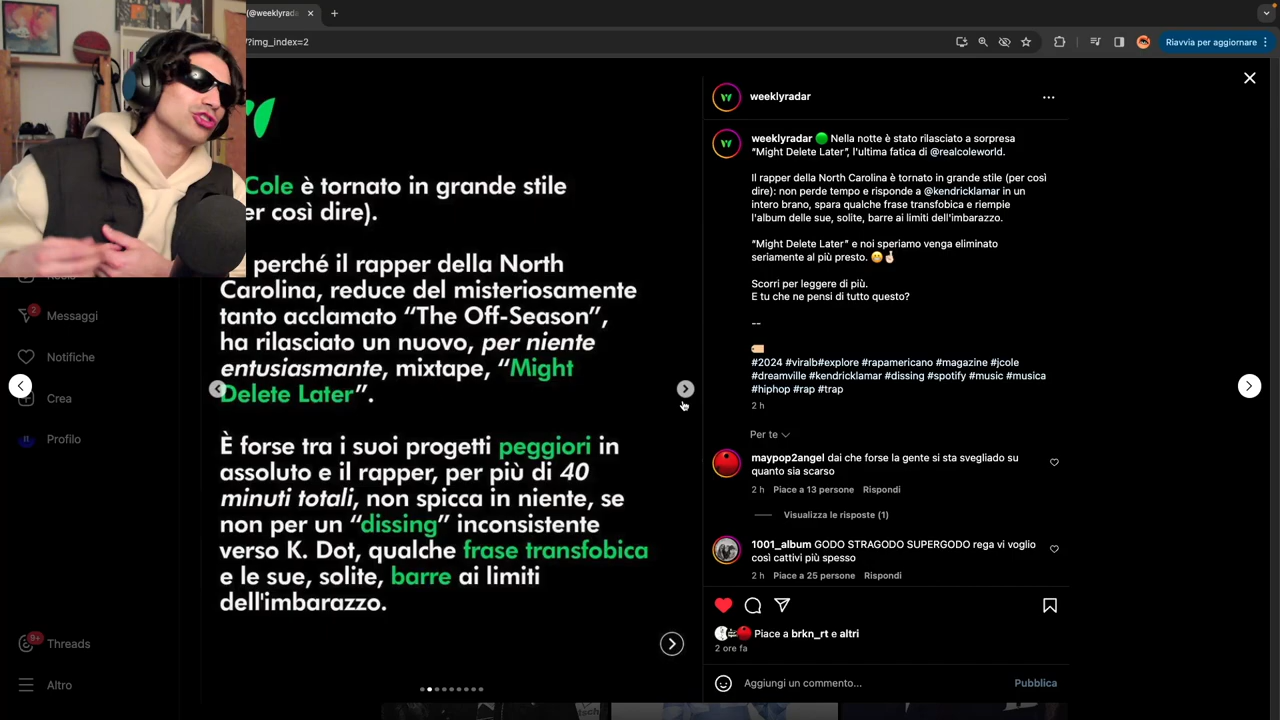 (@weeklyrada
?img_index=2
Riavvia per aggiornare
Cole è tornato in grande stile
er così dire).
perché il rapper della North
Carolina, reduce del misteriosamente
tanto acclamato “The Off-Season”,
ha rilasciato un nuovo, per niente
entusiasmante, mixtape, “Might
Delete Later”.
È forse tra i suoi progetti peggiori in
assoluto e il rapper, per più di 40
minuti totali, non spicca in niente, se
non per un “dissing” inconsistente
verso K. Dot, qualche frase transfobica
e le sue, solite, barre ai limiti
dell'imbarazzo.
2
Messaggi
Notifiche
Crea
Profilo
9+
Threads
Altro
weeklyradar
weeklyradar 🟢 Nella notte è stato rilasciato a sorpresa
"Might Delete Later", l'ultima fatica di @realcoleworld.
Il rapper della North Carolina è tornato in grande stile (per così
dire): non perde tempo e risponde a @kendricklamar in un
intero brano, spara qualche frase transfobica e riempie
l'album delle sue, solite, barre ai limiti dell'imbarazzo.
"Might Delete Later" e noi speriamo venga eliminato
seriamente al più presto. 😬🤞🏻
Scorri per leggere di più.
E tu che ne pensi di tutto questo?
--
🏷️
#2024 #viralb#explore #rapamericano #magazine #jcole
#dreamville #kendricklamar #dissing #spotify #music #musica
#hiphop #rap #trap
2 h
Per te
maypop2angel dai che forse la gente si sta svegliado su
quanto sia scarso
2 h Piace a 13 persone Rispondi
Visualizza le risposte (1)
1001_album GODO STRAGODO SUPERGODO rega vi voglio
così cattivi più spesso
2 h Piace a 25 persone Rispondi
Piace a brkn_rt e altri
2 ore fa
Aggiungi un commento...
Pubblica